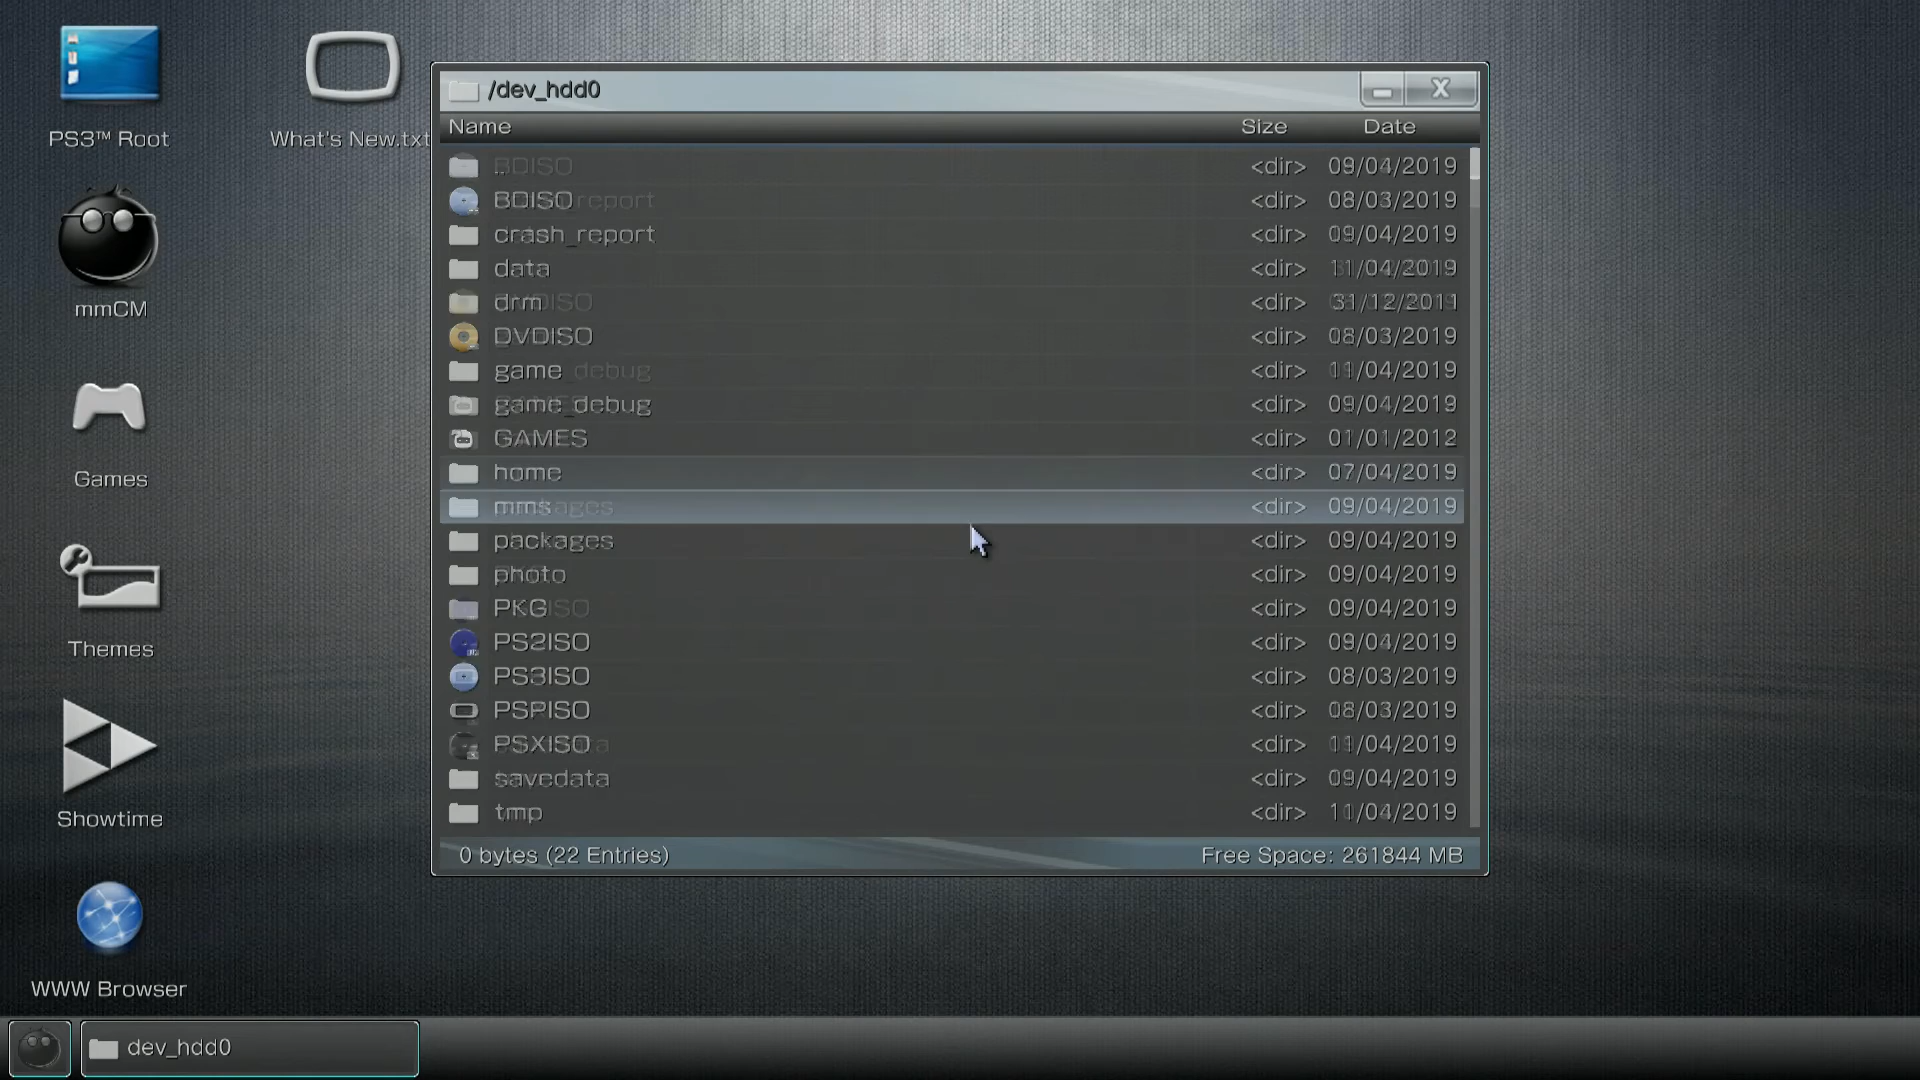 PS3™ Root
What's New.txt
mmCM
Games
Themes
Showtime
WWW Browser
/dev_hdd0
Name Size Date
.. <dir> 09/04/2019
BDISO <dir> 08/03/2019
crash_report <dir> 09/04/2019
data <dir> 11/04/2019
drm <dir> 31/12/2011
DVDISO <dir> 08/03/2019
game <dir> 11/04/2019
game_debug <dir> 09/04/2019
GAMES <dir> 01/01/2012
home <dir> 07/04/2019
mms <dir> 09/04/2019
packages <dir> 09/04/2019
photo <dir> 09/04/2019
PKG <dir> 09/04/2019
PS2ISO <dir> 09/04/2019
PS3ISO <dir> 08/03/2019
PSPISO <dir> 08/03/2019
PSXISO <dir> 11/04/2019
savedata <dir> 09/04/2019
tmp <dir> 11/04/2019
0 bytes (22 Entries) Free Space: 261844 MB
dev_hdd0